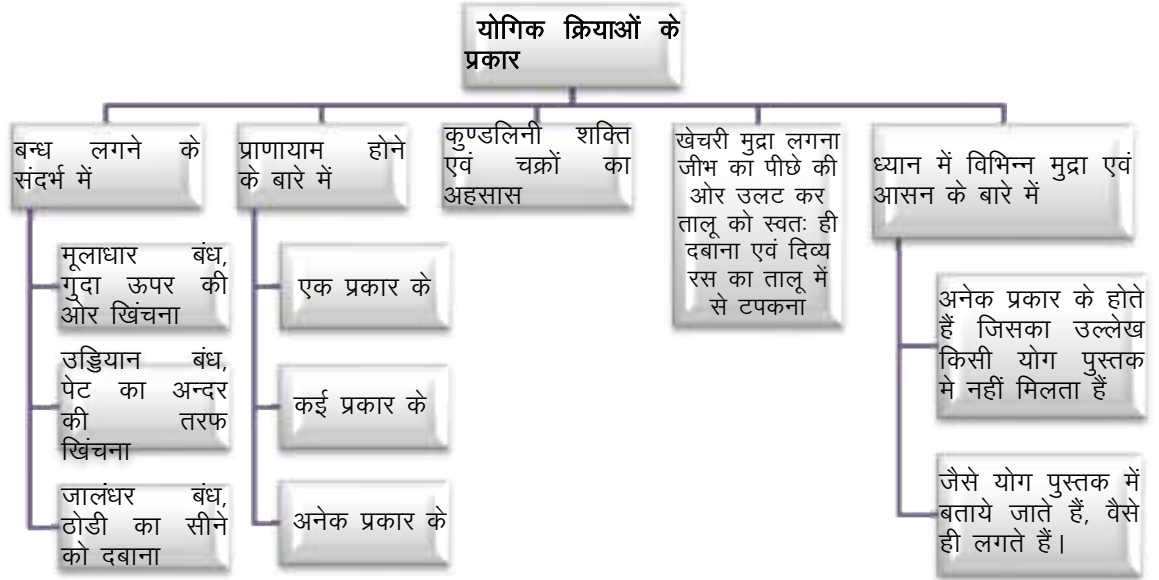 योगिक क्रियाओं के
प्रकार
बन्ध लगने के
संदर्भ में
मूलाधार बंध,
गुदा ऊपर की
ओर खिंचना
उड्डियान बंध,
पेट का अन्दर
की तरफ
खिंचना
जालंधर बंध,
ठोडी का सीने
को दबाना
प्राणायाम होने
के बारे में
एक प्रकार के
कई प्रकार के
अनेक प्रकार के
कुण्डलिनी शक्ति
एवं चक्रों का
अहसास
खेचरी मुद्रा लगना
जीभ का पीछे की
ओर उलट कर
तालू को स्वतः ही
दबाना एवं दिव्य
रस का तालू में
से टपकना
ध्यान में विभिन्न मुद्रा एवं
आसन के बारे में
अनेक प्रकार के होते
हैं जिसका उल्लेख
किसी योग पुस्तक
मे नहीं मिलता हैं
जैसे योग पुस्तक में
बताये जाते हैं, वैसे
ही लगते हैं।